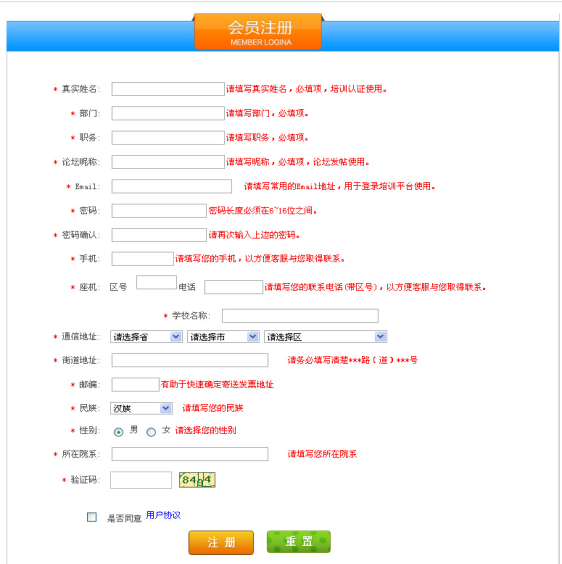 会员注册
MEMBER LOGINA
* 真实姓名: 请填写真实姓名，必填项，培训认证使用。
* 部门: 请填写部门，必填项。
* 职务: 请填写职务，必填项。
* 论坛昵称: 请填写昵称，必填项，论坛发帖使用。
* Email: 请填写常用的Email地址，用于登录培训平台使用。
* 密码: 密码长度必须在6~16位之间。
* 密码确认: 请再次输入上边的密码。
* 手机: 请填写您的手机，以方便客服与您取得联系。
* 座机: 区号 电话 请填写您的联系电话(带区号)，以方便客服与您取得联系。
* 学校名称:
* 通信地址: 请选择省 请选择市 请选择区
* 街道地址: 请务必填写清楚***路（道）***号
* 邮编: 有助于快速确定寄送发票地址
* 民族: 汉族 请填写您的民族
* 性别: 男 女 请选择您的性别
* 所在院系: 请填写您所在院系
* 验证码:
是否同意 用户协议
注 册 重 置